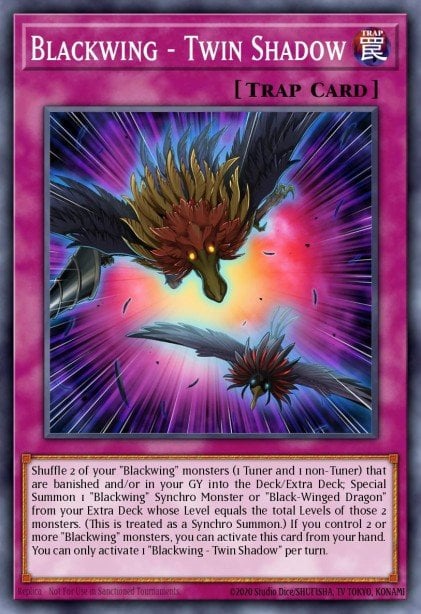 Blackwing - Twin Shadow
TRAP
罠
[Trap Card]
Shuffle 2 of your "Blackwing" monsters (1 Tuner and 1 non-Tuner) that
are banished and/or in your GY into the Deck/Extra Deck; Special
Summon 1 "Blackwing" Synchro Monster or "Black-Winged Dragon"
from your Extra Deck whose Level equals the total Levels of those 2
monsters. (This is treated as a Synchro Summon.) If you control 2 or
more "Blackwing" monsters, you can activate this card from your hand.
You can only activate 1 "Blackwing - Twin Shadow" per turn.
Replica - Not For Use in Sanctioned Tournaments
©2020 Studio Dice/SHUEISHA, TV TOKYO, KONAMI